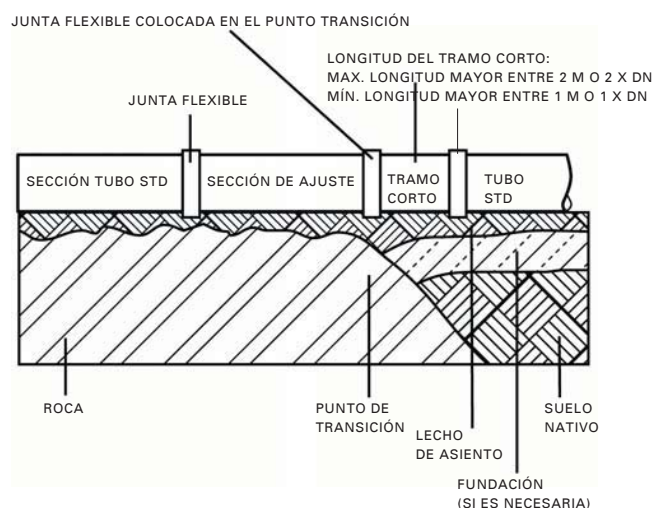 JUNTA FLEXIBLE COLOCADA EN EL PUNTO TRANSICIÓN
LONGITUD DEL TRAMO CORTO:
MAX. LONGITUD MAYOR ENTRE 2 M O 2 X DN
MÍN. LONGITUD MAYOR ENTRE 1 M O 1 X DN
JUNTA FLEXIBLE
SECCIÓN TUBO STD
SECCIÓN DE AJUSTE
TRAMO
CORTO
TUBO
STD
ROCA
PUNTO DE
TRANSICIÓN
LECHO
DE ASIENTO
SUELO
NATIVO
FUNDACIÓN
(SI ES NECESARIA)